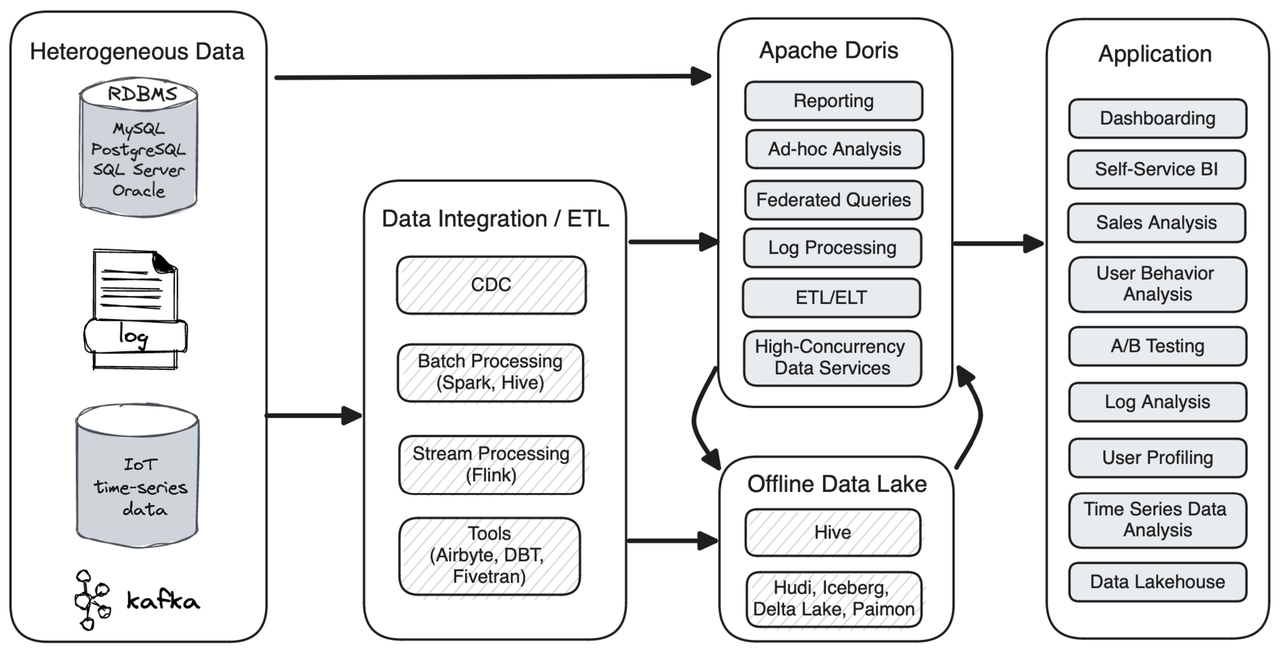 Heterogeneous Data
RDBMS
MySQL
PostgreSQL
SQL Server
Oracle
log
IoT
time-series
data
kafka
Data Integration / ETL
CDC
Batch Processing
(Spark, Hive)
Stream Processing
(Flink)
Tools
(Airbyte, DBT,
Fivetran)
Apache Doris
Reporting
Ad-hoc Analysis
Federated Queries
Log Processing
ETL/ELT
High-Concurrency
Data Services
Offline Data Lake
Hive
Hudi, Iceberg,
Delta Lake, Paimon
Application
Dashboarding
Self-Service BI
Sales Analysis
User Behavior
Analysis
A/B Testing
Log Analysis
User Profiling
Time Series Data
Analysis
Data Lakehouse